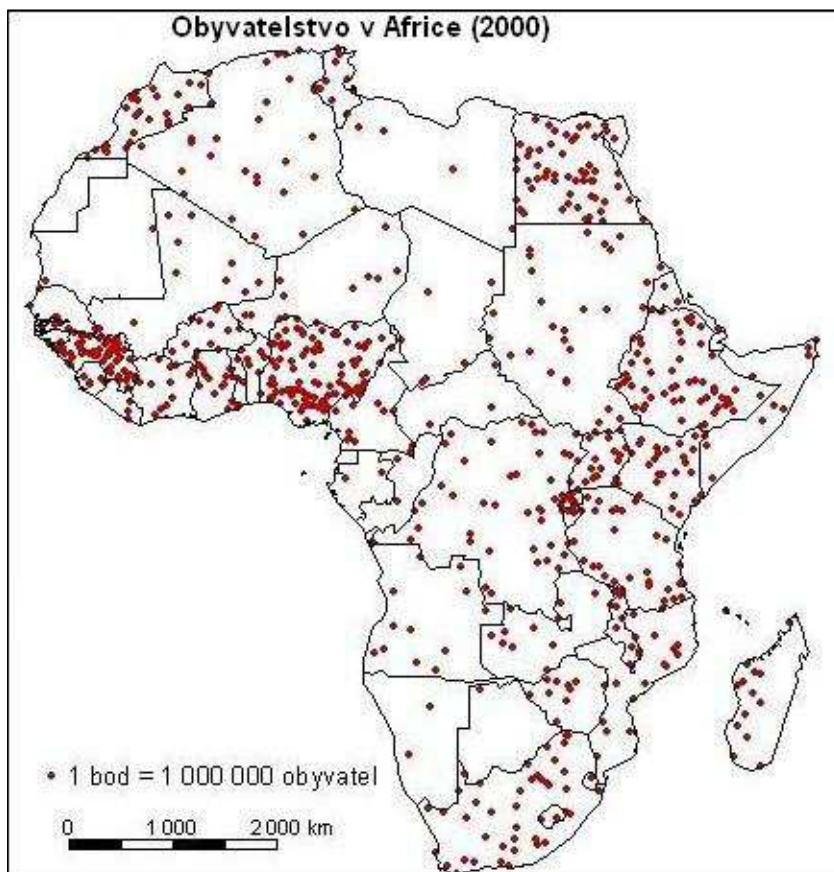 Obyvatelstvo v Africe (2000)
1 bod = 1 000 000 obyvatel
0 1 000 2 000 km